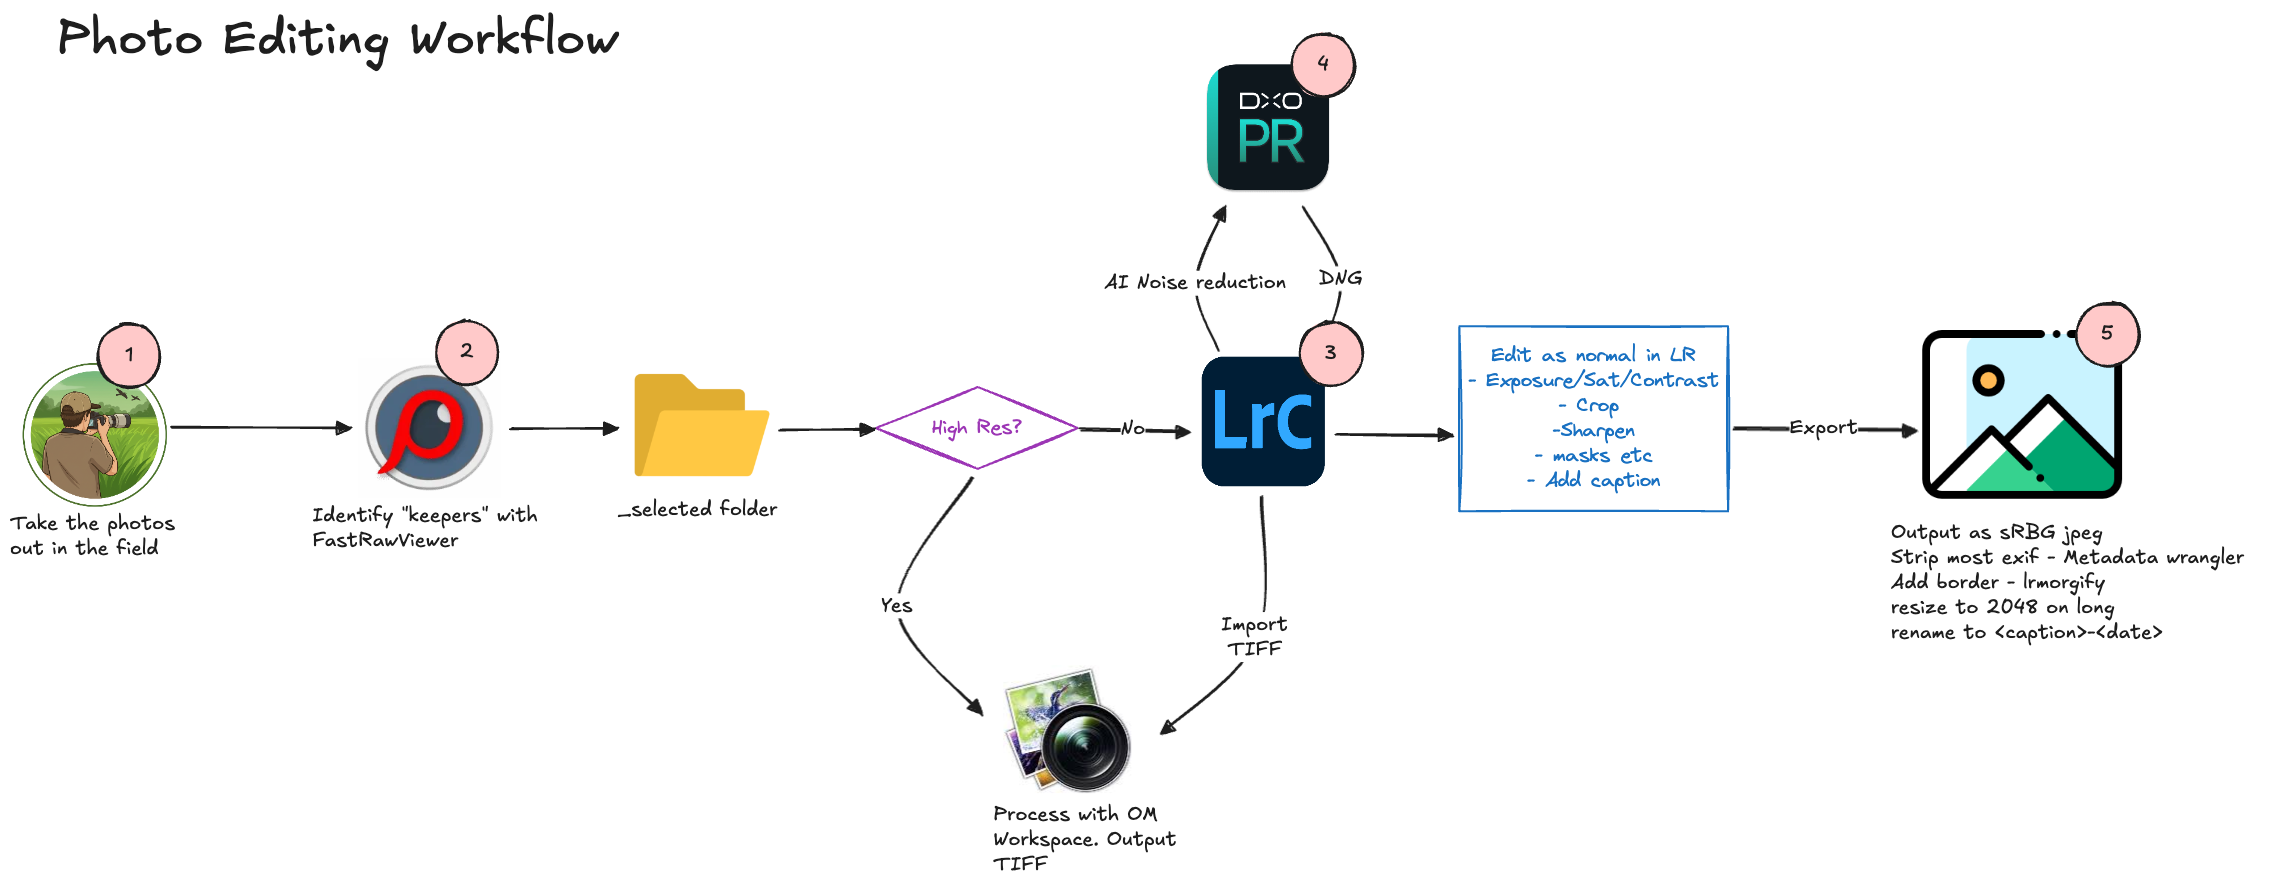 Photo Editing Workflow
4
DXO
PR
AI Noise reduction
DNG
1
2
3
5
Take the photos
out in the field
Identify "keepers" with
FastRawViewer
_selected folder
High Res?
No
Yes
LrC
Import
TIFF
Process with OM
Workspace. Output
TIFF
Edit as normal in LR
- Exposure/Sat/Contrast
- Crop
-Sharpen
- masks etc
- Add caption
Export
Output as sRBG jpeg
Strip most exif - Metadata wrangler
Add border - lrmorgify
resize to 2048 on long
rename to <caption>-<date>